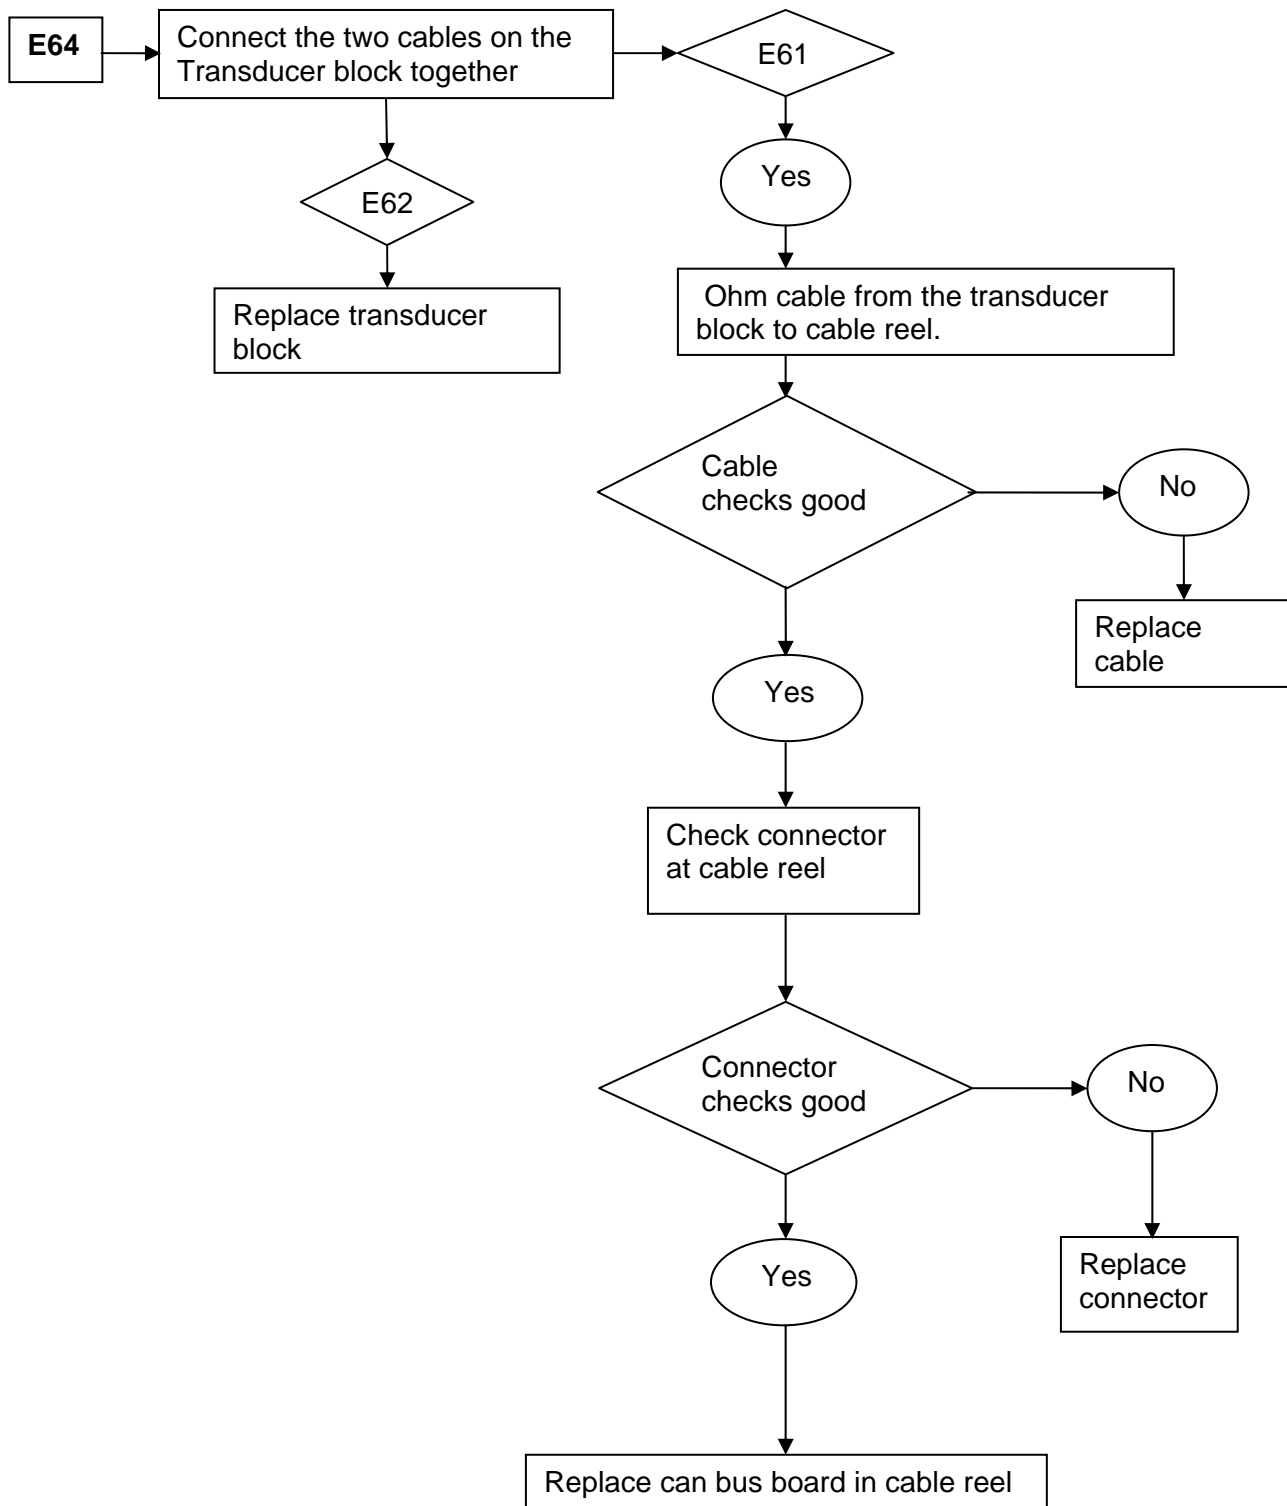 E64
Connect the two cables on the
Transducer block together
E61
Yes
E62
Ohm cable from the transducer
block to cable reel.
Replace transducer
block
Cable
checks good
No
Replace
cable
Yes
Check connector
at cable reel
Connector
checks good
No
Yes
Replace
connector
Replace can bus board in cable reel